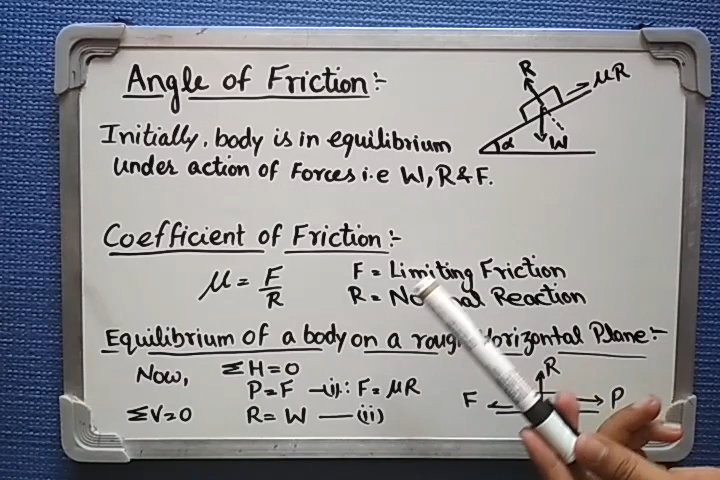 Angle of Friction:-
R
μR
α
W
Initially, body is in equilibrium
under action of Forces i.e W, R & F.
Coefficient of Friction:-
μ = F/R
F = Limiting Friction
R = Normal Reaction
Equilibrium of a body on a rough Horizontal Plane:-
Now, ΣH=0
P=F —(i) ∵ F=μR
ΣV=0 R=W —(ii)
R
F
P